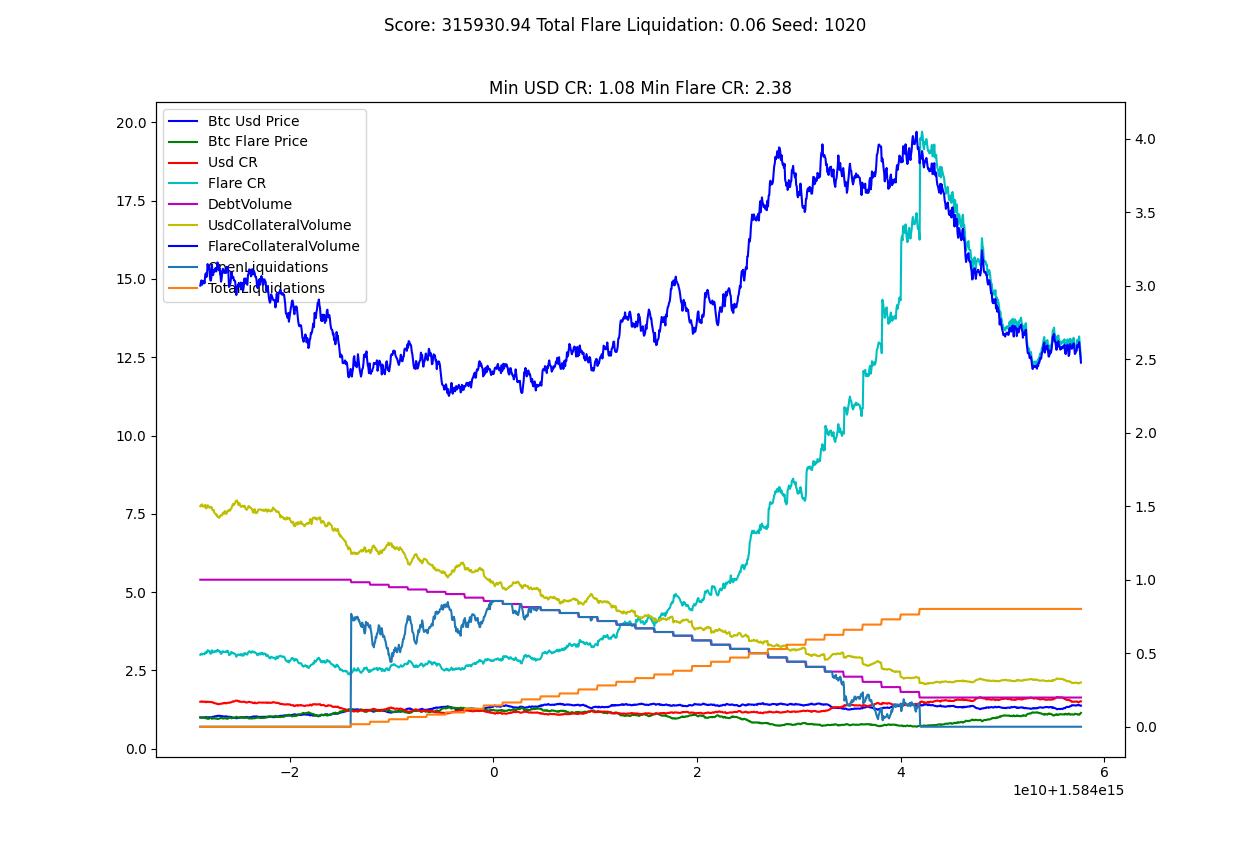 Score: 315930.94 Total Flare Liquidation: 0.06 Seed: 1020
Min USD CR: 1.08 Min Flare CR: 2.38
Btc Usd Price
Btc Flare Price
Usd CR
Flare CR
DebtVolume
UsdCollateralVolume
FlareCollateralVolume
OpenLiquidations
TotalLiquidations
20.0
17.5
15.0
12.5
10.0
7.5
5.0
2.5
0.0
4.0
3.5
3.0
2.5
2.0
1.5
1.0
0.5
0.0
−2 0 2 4 6
1e10+1.584e15